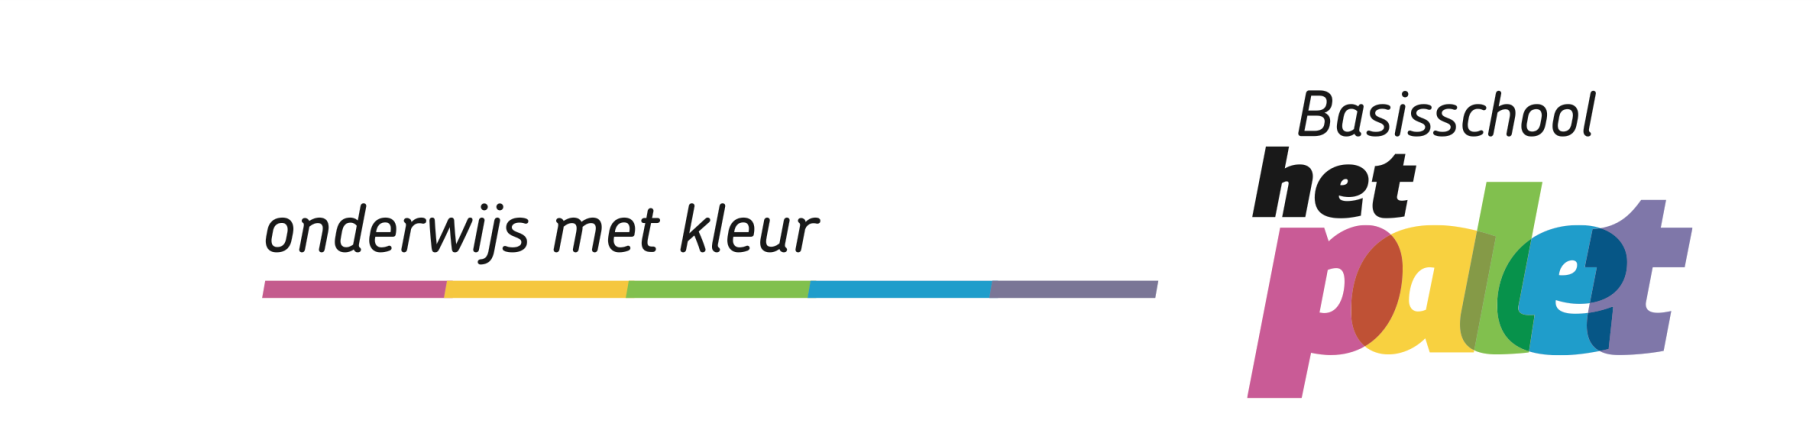 onderwijs met kleur
Basisschool
het
palet